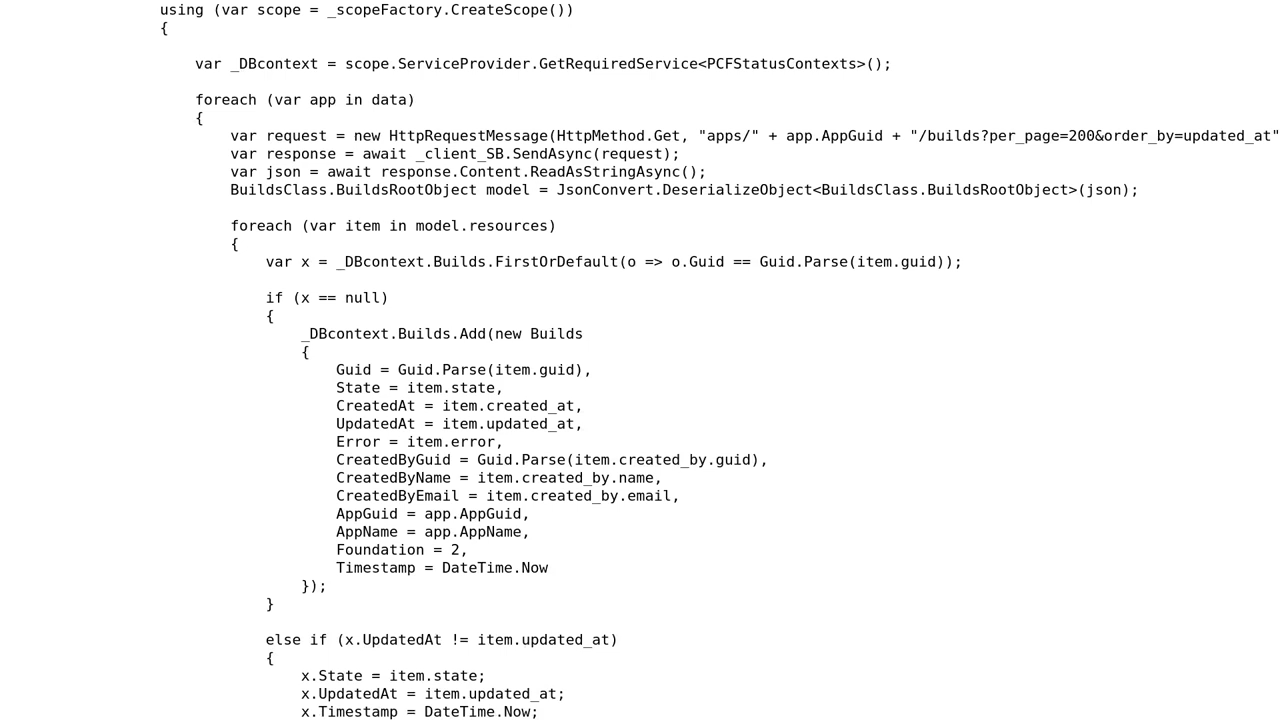 using (var scope = _scopeFactory.CreateScope())
{
var _DBcontext = scope.ServiceProvider.GetRequiredService<PCFStatusContexts>();
foreach (var app in data)
{
var request = new HttpRequestMessage(HttpMethod.Get, "apps/" + app.AppGuid + "/builds?per_page=200&order_by=updated_at"
var response = await _client_SB.SendAsync(request);
var json = await response.Content.ReadAsStringAsync();
BuildsClass.BuildsRootObject model = JsonConvert.DeserializeObject<BuildsClass.BuildsRootObject>(json);
foreach (var item in model.resources)
{
var x = _DBcontext.Builds.FirstOrDefault(o => o.Guid == Guid.Parse(item.guid));
if (x == null)
{
_DBcontext.Builds.Add(new Builds
{
Guid = Guid.Parse(item.guid),
State = item.state,
CreatedAt = item.created_at,
UpdatedAt = item.updated_at,
Error = item.error,
CreatedByGuid = Guid.Parse(item.created_by.guid),
CreatedByName = item.created_by.name,
CreatedByEmail = item.created_by.email,
AppGuid = app.AppGuid,
AppName = app.AppName,
Foundation = 2,
Timestamp = DateTime.Now
});
}
else if (x.UpdatedAt != item.updated_at)
{
x.State = item.state;
x.UpdatedAt = item.updated_at;
x.Timestamp = DateTime.Now;